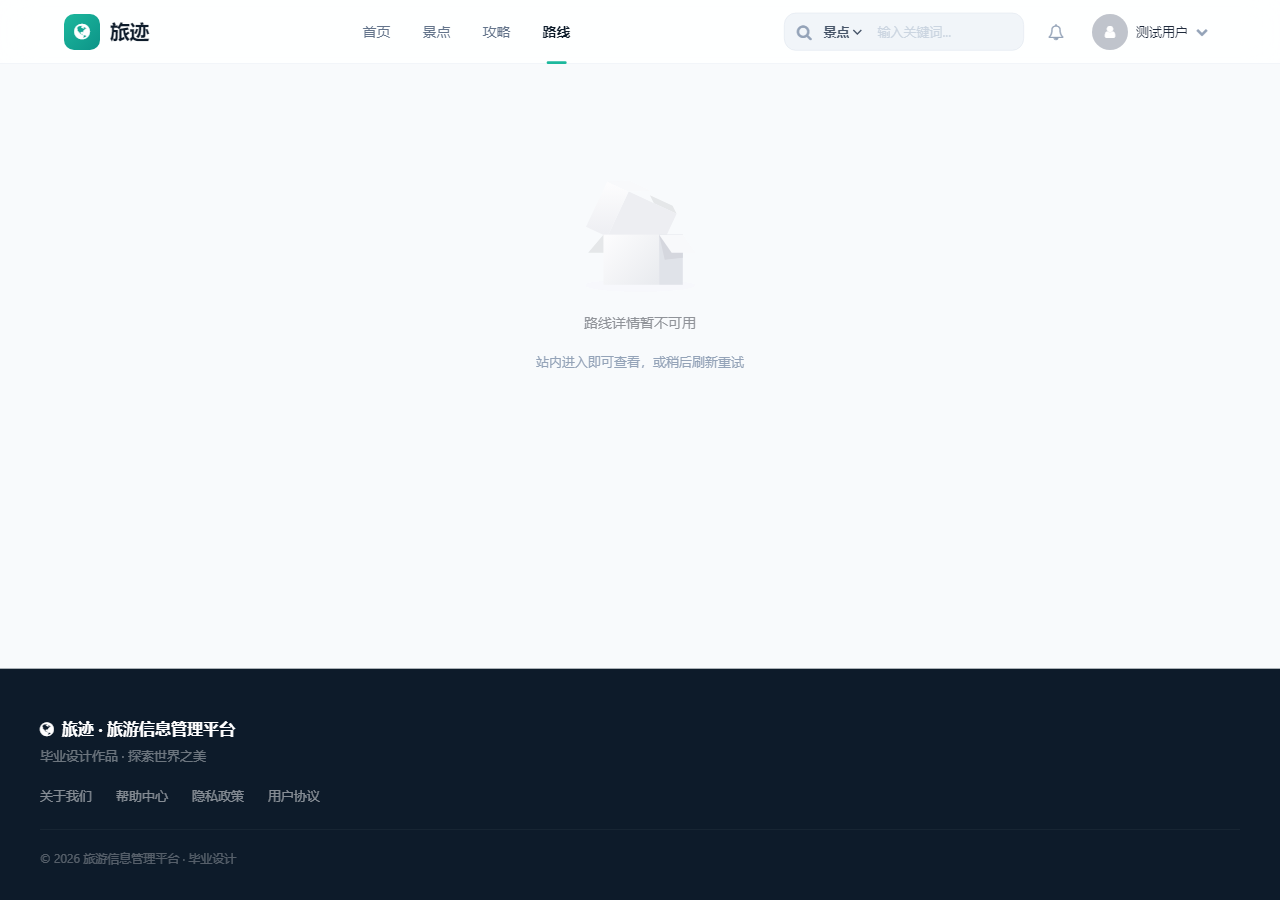 旅迹
首页 景点 攻略 路线
景点 输入关键词...
测试用户
路线详情暂不可用
站内进入即可查看，或稍后刷新重试
旅迹 · 旅游信息管理平台
毕业设计作品 · 探索世界之美
关于我们 帮助中心 隐私政策 用户协议
© 2026 旅游信息管理平台 · 毕业设计